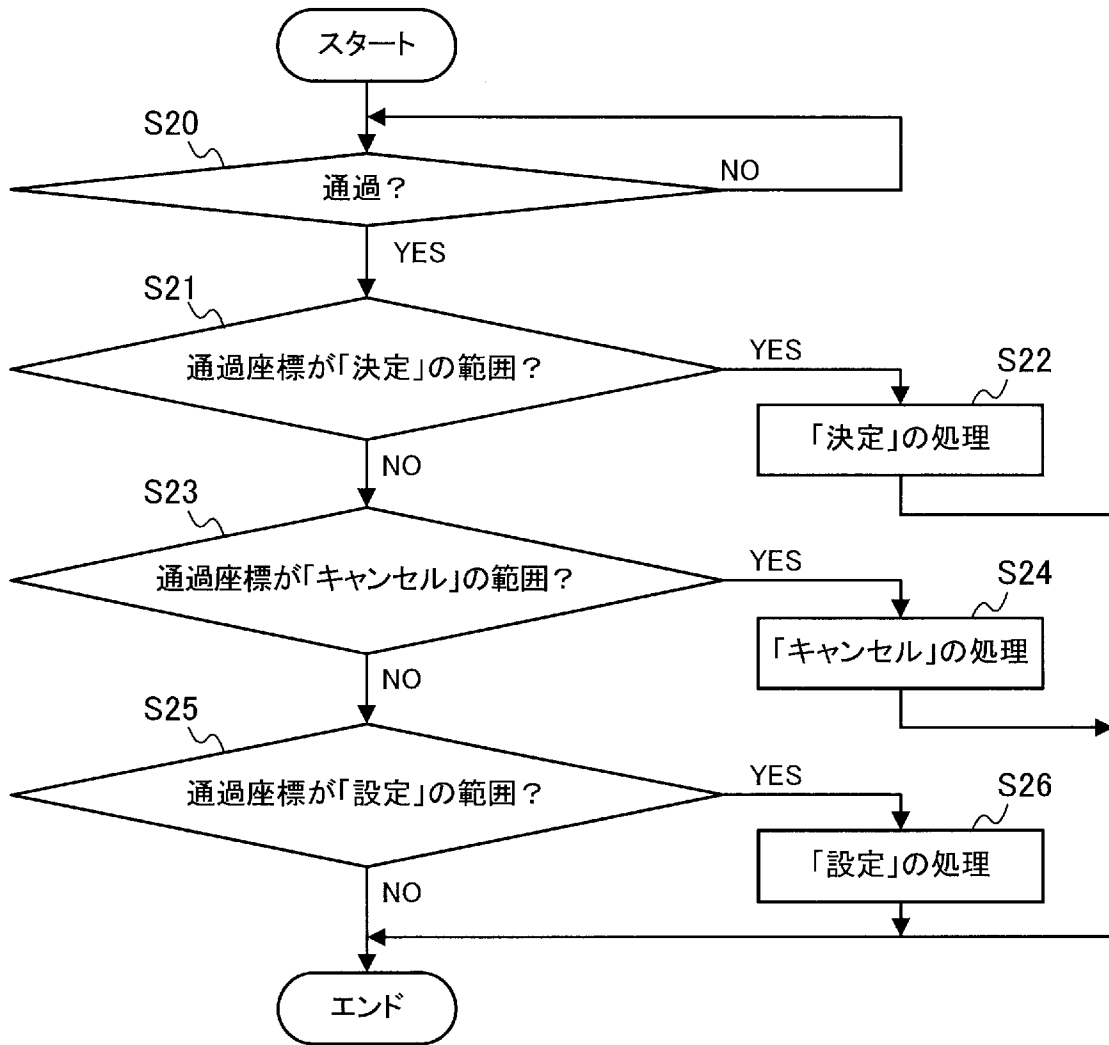 スタート
S20
通過？
NO
YES
S21
通過座標が「決定」の範囲？
YES
S22
「決定」の処理
NO
S23
通過座標が「キャンセル」の範囲？
YES
S24
「キャンセル」の処理
NO
S25
通過座標が「設定」の範囲？
YES
S26
「設定」の処理
NO
エンド